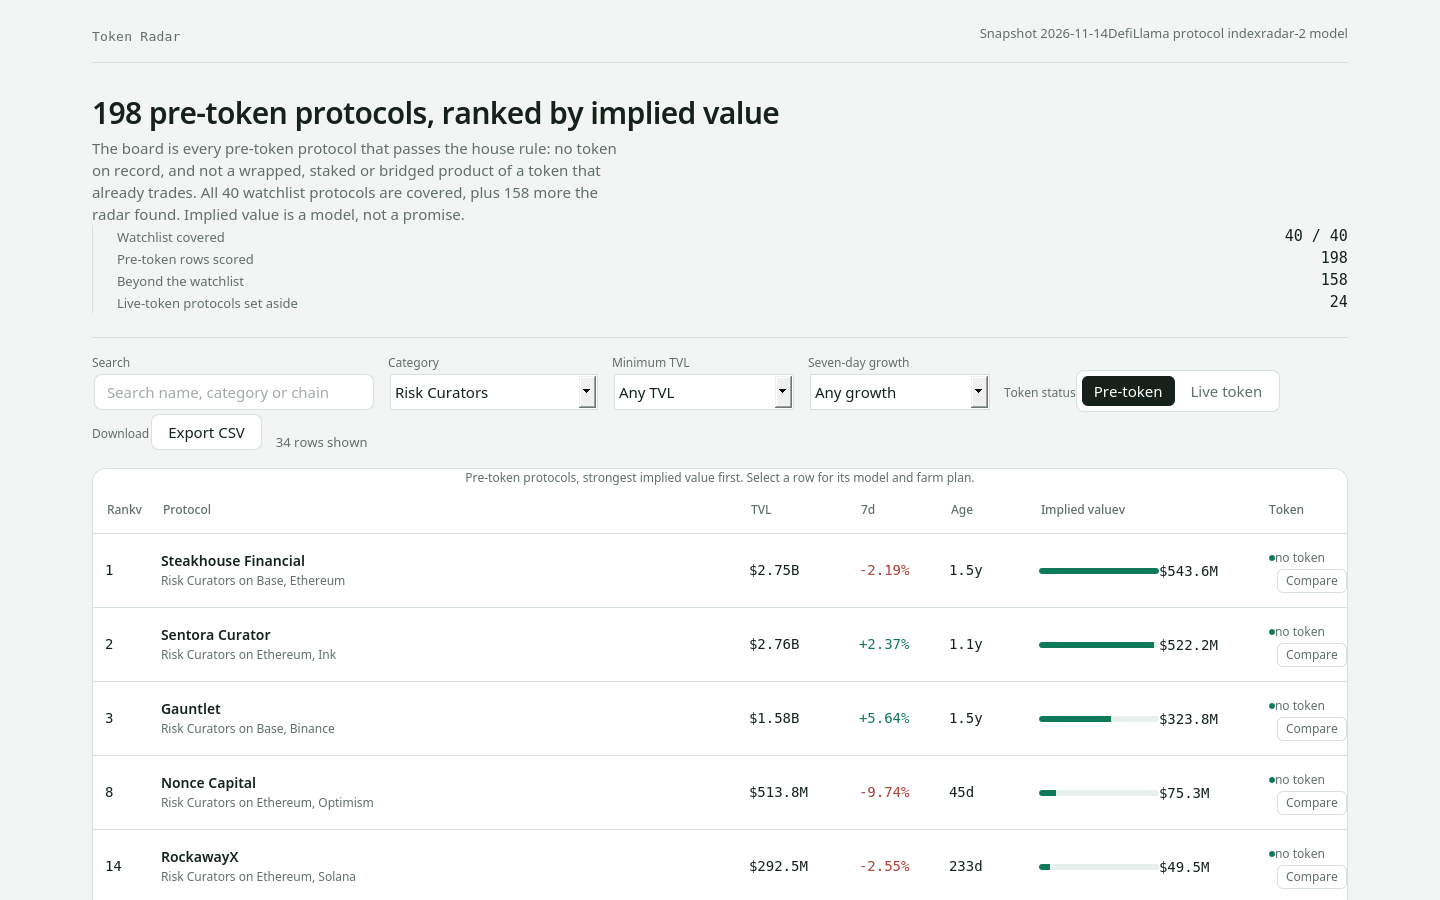 Token Radar
Snapshot 2026-11-14DefiLlama protocol indexradar-2 model
198 pre-token protocols, ranked by implied value
The board is every pre-token protocol that passes the house rule: no token
on record, and not a wrapped, staked or bridged product of a token that
already trades. All 40 watchlist protocols are covered, plus 158 more the
radar found. Implied value is a model, not a promise.
Watchlist covered 40 / 40
Pre-token rows scored 198
Beyond the watchlist 158
Live-token protocols set aside 24
Search Category Minimum TVL Seven-day growth
Search name, category or chain Risk Curators Any TVL Any growth Token status Pre-token Live token
Download Export CSV 34 rows shown
Pre-token protocols, strongest implied value first. Select a row for its model and farm plan.
Rankv Protocol TVL 7d Age Implied valuev Token
1 Steakhouse Financial $2.75B -2.19% 1.5y $543.6M no token
Risk Curators on Base, Ethereum Compare
2 Sentora Curator $2.76B +2.37% 1.1y $522.2M no token
Risk Curators on Ethereum, Ink Compare
3 Gauntlet $1.58B +5.64% 1.5y $323.8M no token
Risk Curators on Base, Binance Compare
8 Nonce Capital $513.8M -9.74% 45d $75.3M no token
Risk Curators on Ethereum, Optimism Compare
14 RockawayX $292.5M -2.55% 233d $49.5M no token
Risk Curators on Ethereum, Solana Compare